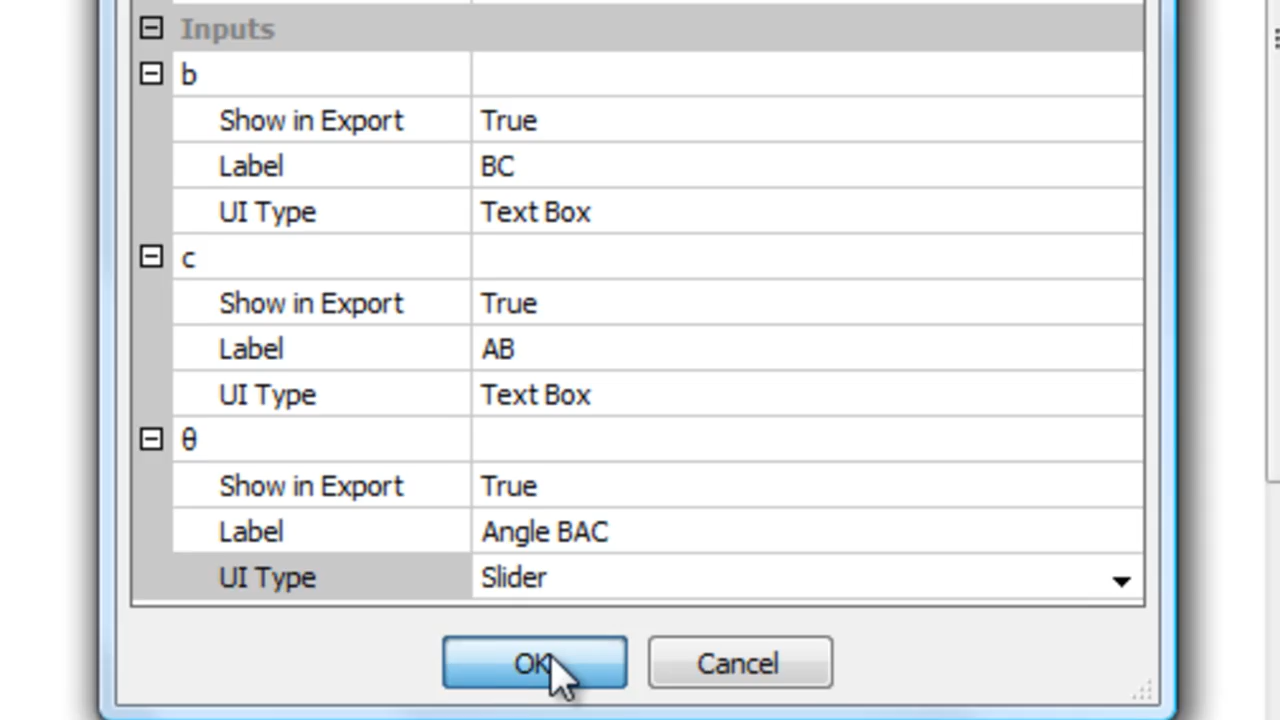 Inputs
b
Show in Export True
Label BC
UI Type Text Box
c
Show in Export True
Label AB
UI Type Text Box
θ
Show in Export True
Label Angle BAC
UI Type Slider
OK Cancel